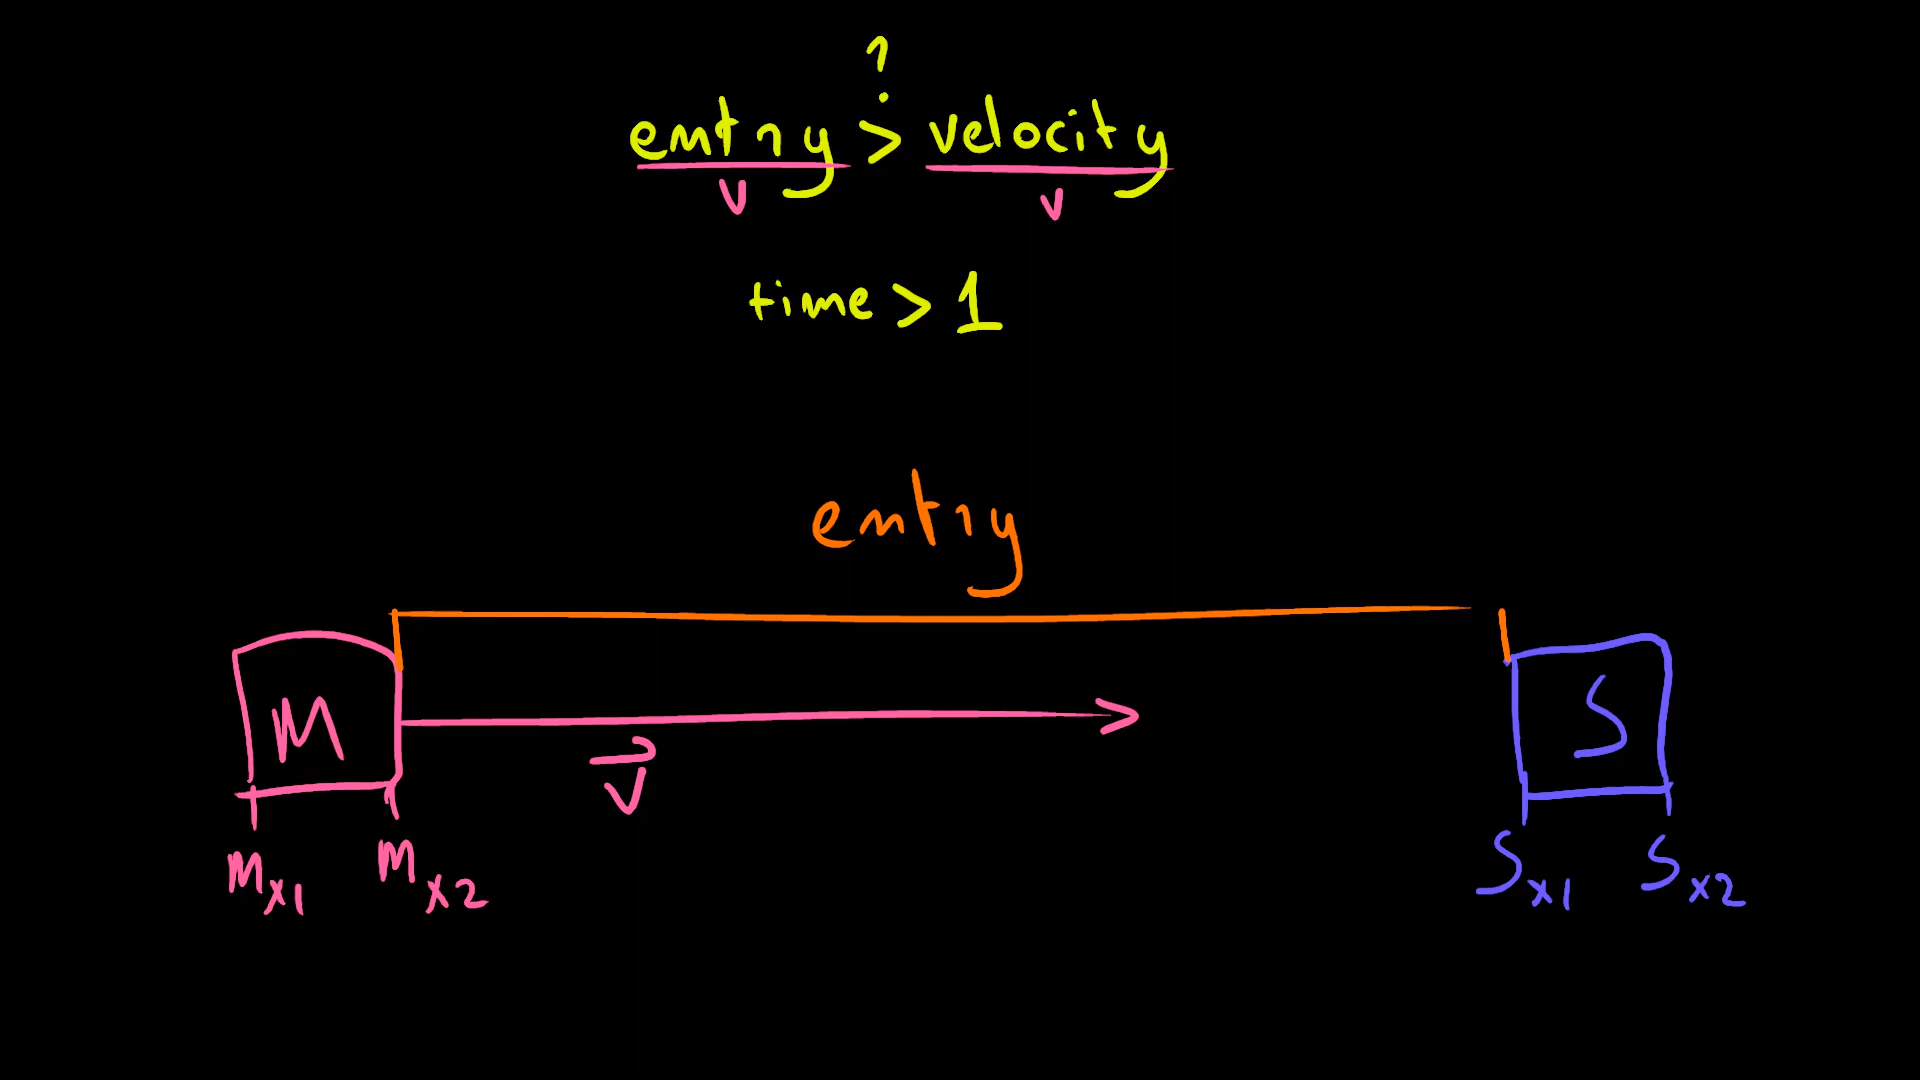 ?
entry > velocity
v v
time > 1
entry
M S
v
Mx1 Mx2 Sx1 Sx2